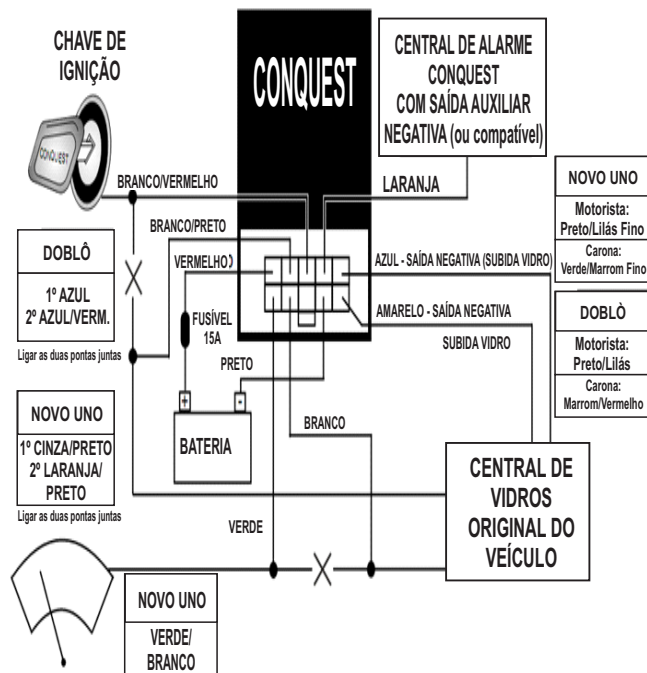 CHAVE DE
IGNIÇÃO
CONQUEST
CONQUEST
CENTRAL DE ALARME
CONQUEST
COM SAÍDA AUXILIAR
NEGATIVA (ou compatível)
BRANCO/VERMELHO
LARANJA
BRANCO/PRETO
VERMELHO
AZUL - SAÍDA NEGATIVA (SUBIDA VIDRO)
AMARELO - SAÍDA NEGATIVA
SUBIDA VIDRO
NOVO UNO
Motorista:
Preto/Lilás Fino
Carona:
Verde/Marrom Fino
DOBLÒ
Motorista:
Preto/Lilás
Carona:
Marrom/Vermelho
DOBLÔ
1º AZUL
2º AZUL/VERM.
Ligar as duas pontas juntas
FUSÍVEL
15A
PRETO
+
-
BATERIA
BRANCO
NOVO UNO
1º CINZA/PRETO
2º LARANJA/
PRETO
Ligar as duas pontas juntas
VERDE
CENTRAL DE
VIDROS
ORIGINAL DO
VEÍCULO
NOVO UNO
VERDE/
BRANCO